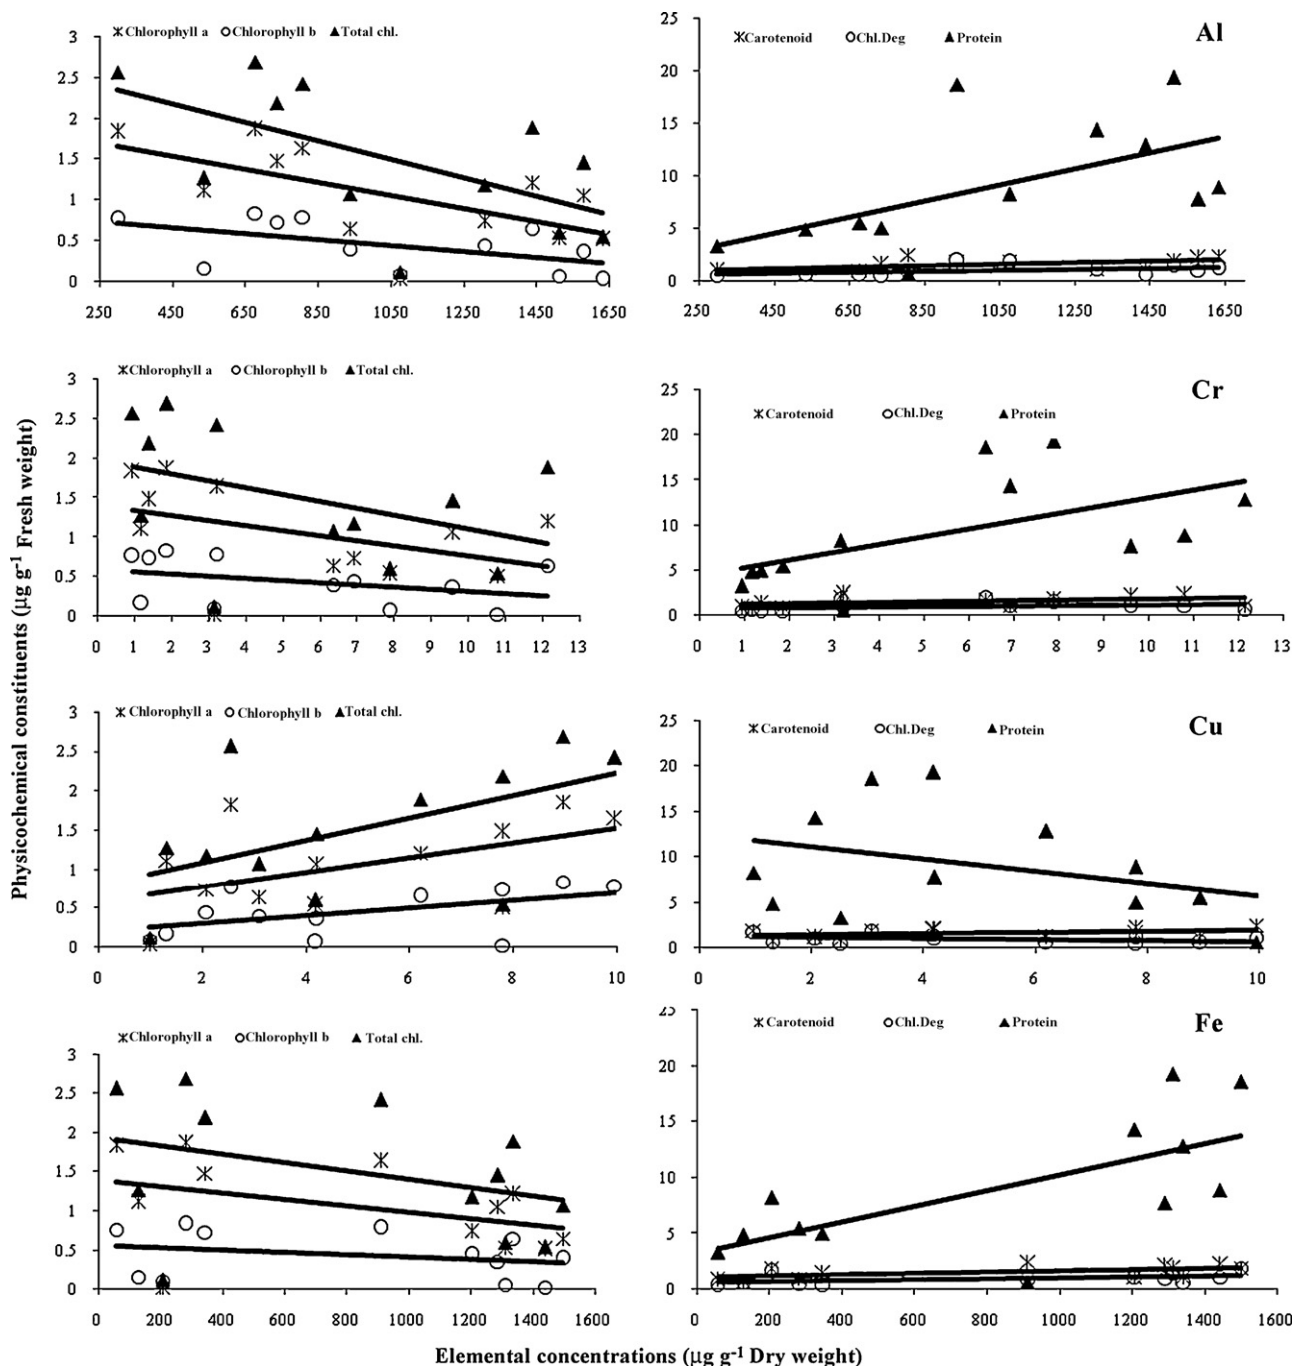 Physicochemical constituents (µg g⁻¹ Fresh weight)
Chlorophyll a Chlorophyll b Total chl.
3
2.5
2
1.5
1
0.5
0
250 450 650 850 1050 1250 1450 1650
Al
Carotenoid Chl.Deg Protein
25
20
15
10
5
0
250 450 650 850 1050 1250 1450 1650
Chlorophyll a Chlorophyll b Total chl.
3
2.5
2
1.5
1
0.5
0
0 1 2 3 4 5 6 7 8 9 10 11 12 13
Cr
Carotenoid Chl.Deg Protein
25
20
15
10
5
0
0 1 2 3 4 5 6 7 8 9 10 11 12 13
Chlorophyll a Chlorophyll b Total chl.
3
2.5
2
1.5
1
0.5
0
0 2 4 6 8 10
Cu
Carotenoid Chl.Deg Protein
25
20
15
10
5
0
0 2 4 6 8 10
Chlorophyll a Chlorophyll b Total chl.
3
2.5
2
1.5
1
0.5
0
0 200 400 600 800 1000 1200 1400 1600
Fe
Carotenoid Chl.Deg Protein
25
20
15
10
5
0
0 200 400 600 800 1000 1200 1400 1600
Elemental concentrations (µg g⁻¹ Dry weight)